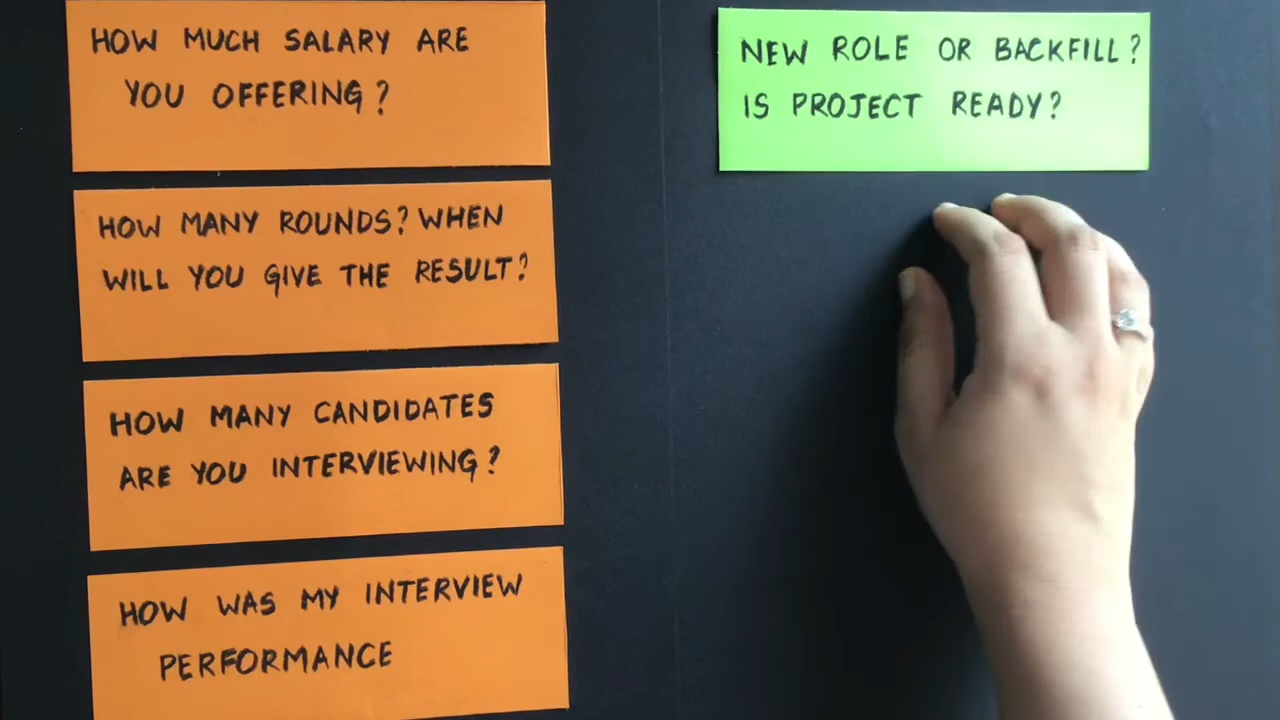 HOW MUCH SALARY ARE
YOU OFFERING?
HOW MANY ROUNDS? WHEN
WILL YOU GIVE THE RESULT?
HOW MANY CANDIDATES
ARE YOU INTERVIEWING?
HOW WAS MY INTERVIEW
PERFORMANCE
NEW ROLE OR BACKFILL?
IS PROJECT READY?